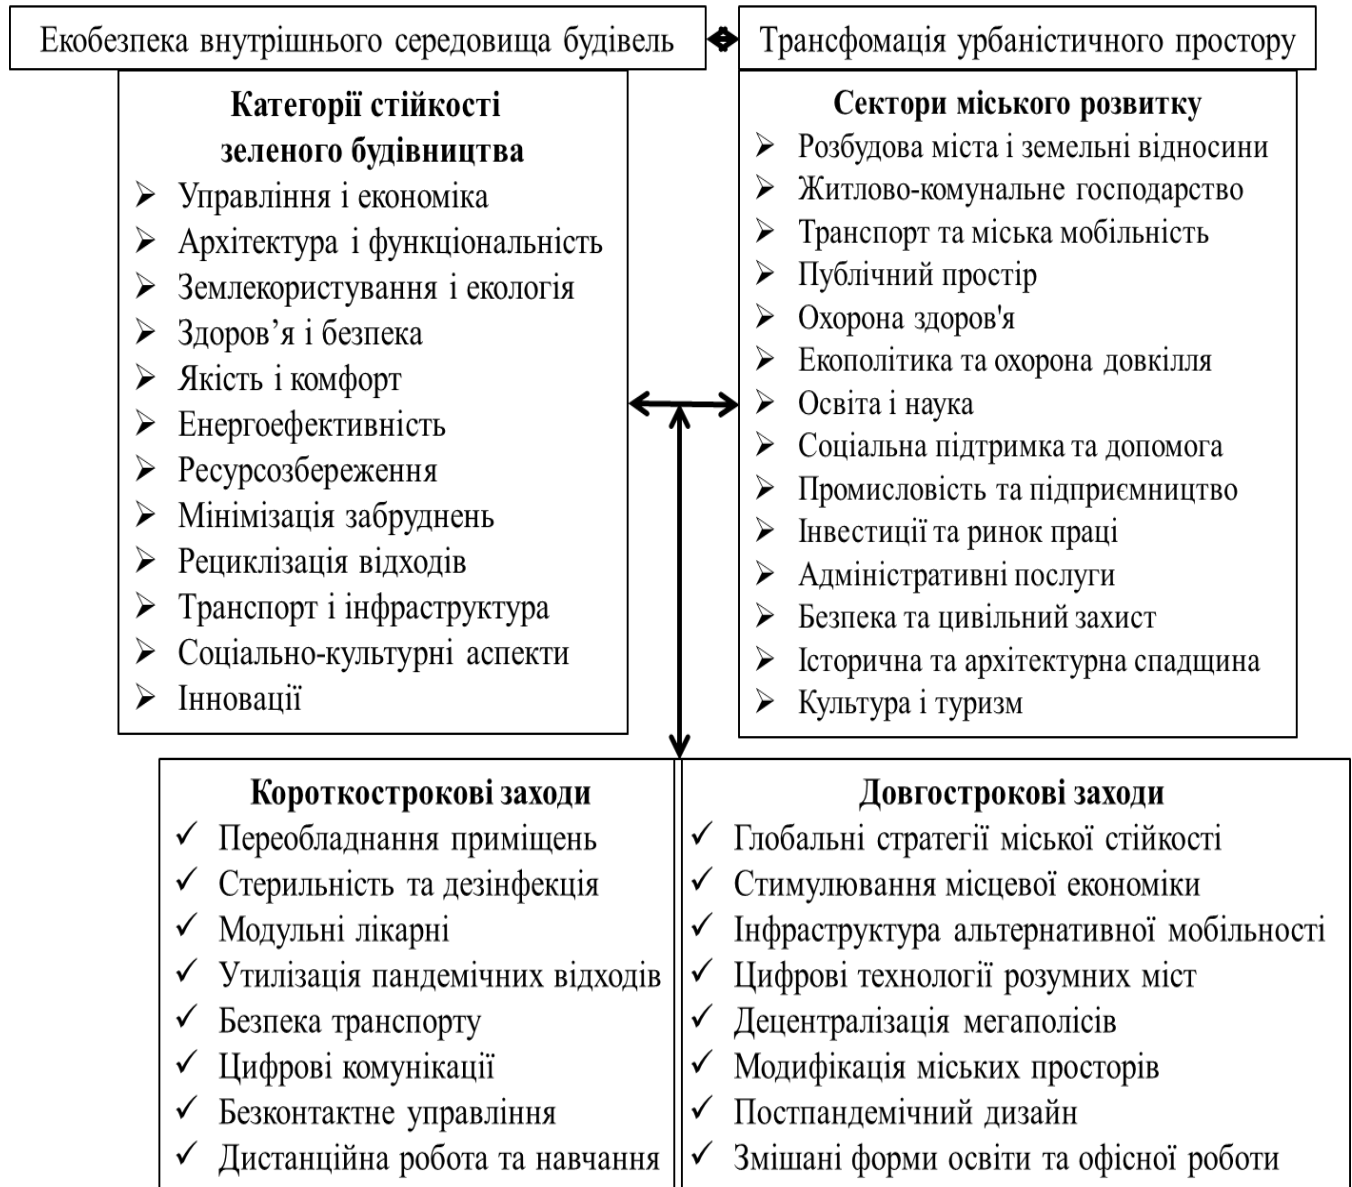 Екобезпека внутрішнього середовища будівель
Трансфомація урбаністичного простору
Категорії стійкості
зеленого будівництва
Управління і економіка
Архітектура і функціональність
Землекористування і екологія
Здоров’я і безпека
Якість і комфорт
Енергоефективність
Ресурсозбереження
Мінімізація забруднень
Рециклізація відходів
Транспорт і інфраструктура
Соціально-культурні аспекти
Інновації
Сектори міського розвитку
Розбудова міста і земельні відносини
Житлово-комунальне господарство
Транспорт та міська мобільність
Публічний простір
Охорона здоров'я
Екополітика та охорона довкілля
Освіта і наука
Соціальна підтримка та допомога
Промисловість та підприємництво
Інвестиції та ринок праці
Адміністративні послуги
Безпека та цивільний захист
Історична та архітектурна спадщина
Культура і туризм
Короткострокові заходи
Переобладнання приміщень
Стерильність та дезінфекція
Модульні лікарні
Утилізація пандемічних відходів
Безпека транспорту
Цифрові комунікації
Безконтактне управління
Дистанційна робота та навчання
Довгострокові заходи
Глобальні стратегії міської стійкості
Стимулювання місцевої економіки
Інфраструктура альтернативної мобільності
Цифрові технології розумних міст
Децентралізація мегаполісів
Модифікація міських просторів
Постпандемічний дизайн
Змішані форми освіти та офісної роботи